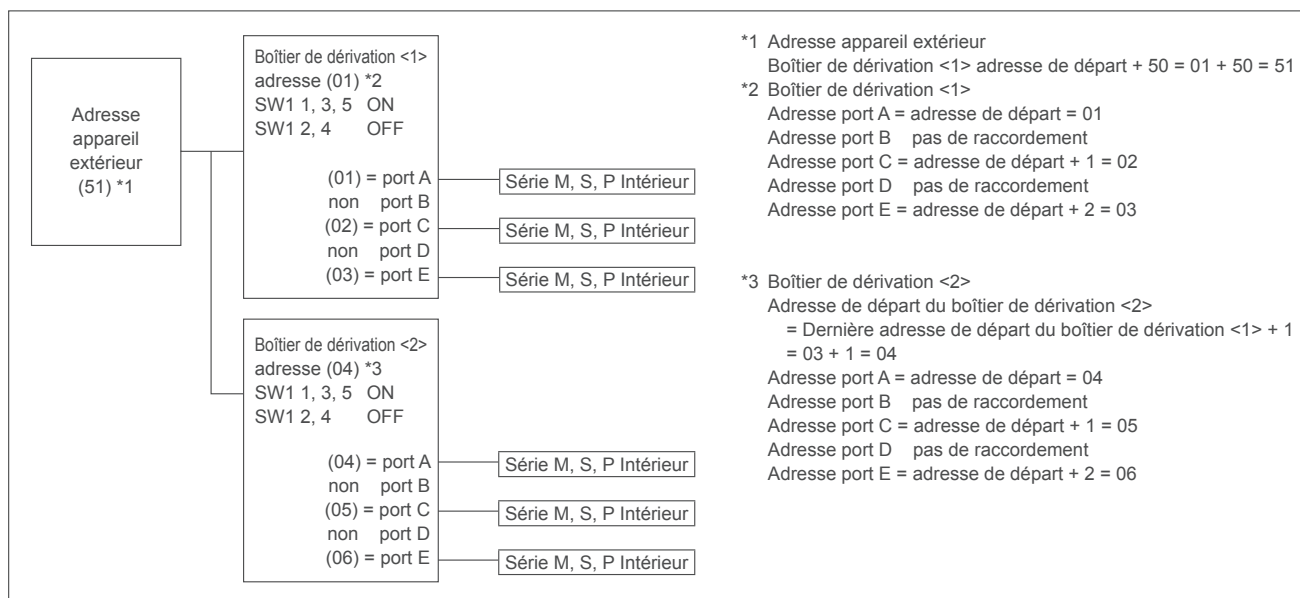 Adresse
appareil
extérieur
(51) *1
Boîtier de dérivation <1>
adresse (01) *2
SW1 1, 3, 5 ON
SW1 2, 4 OFF
(01) = port A
non port B
(02) = port C
non port D
(03) = port E
Série M, S, P Intérieur
Série M, S, P Intérieur
Série M, S, P Intérieur
Boîtier de dérivation <2>
adresse (04) *3
SW1 1, 3, 5 ON
SW1 2, 4 OFF
(04) = port A
non port B
(05) = port C
non port D
(06) = port E
Série M, S, P Intérieur
Série M, S, P Intérieur
Série M, S, P Intérieur
*1 Adresse appareil extérieur
Boîtier de dérivation <1> adresse de départ + 50 = 01 + 50 = 51
*2 Boîtier de dérivation <1>
Adresse port A = adresse de départ = 01
Adresse port B pas de raccordement
Adresse port C = adresse de départ + 1 = 02
Adresse port D pas de raccordement
Adresse port E = adresse de départ + 2 = 03
*3 Boîtier de dérivation <2>
Adresse de départ du boîtier de dérivation <2>
= Dernière adresse de départ du boîtier de dérivation <1> + 1
= 03 + 1 = 04
Adresse port A = adresse de départ = 04
Adresse port B pas de raccordement
Adresse port C = adresse de départ + 1 = 05
Adresse port D pas de raccordement
Adresse port E = adresse de départ + 2 = 06